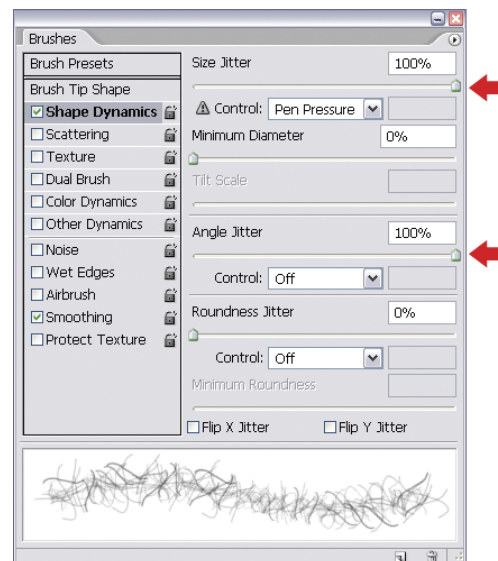 Brushes
Brush Presets
Brush Tip Shape
Shape Dynamics
Scattering
Texture
Dual Brush
Color Dynamics
Other Dynamics
Noise
Wet Edges
Airbrush
Smoothing
Protect Texture
Size Jitter 100%
Control: Pen Pressure
Minimum Diameter 0%
Tilt Scale
Angle Jitter 100%
Control: Off
Roundness Jitter 0%
Control: Off
Minimum Roundness
Flip X Jitter Flip Y Jitter